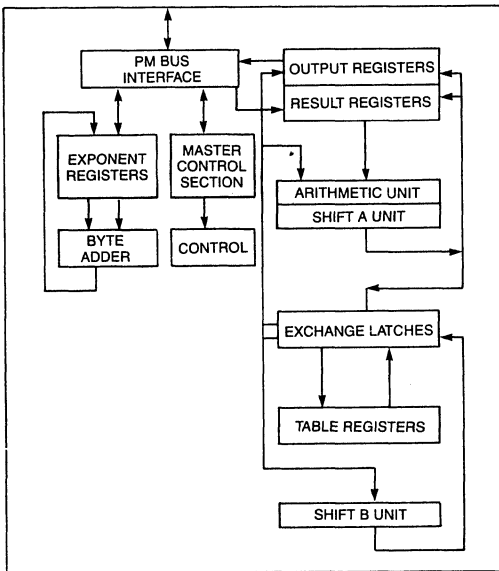 PM BUS
INTERFACE
OUTPUT REGISTERS
RESULT REGISTERS
EXPONENT
REGISTERS
MASTER
CONTROL
SECTION
ARITHMETIC UNIT
SHIFT A UNIT
BYTE
ADDER
CONTROL
EXCHANGE LATCHES
TABLE REGISTERS
SHIFT B UNIT